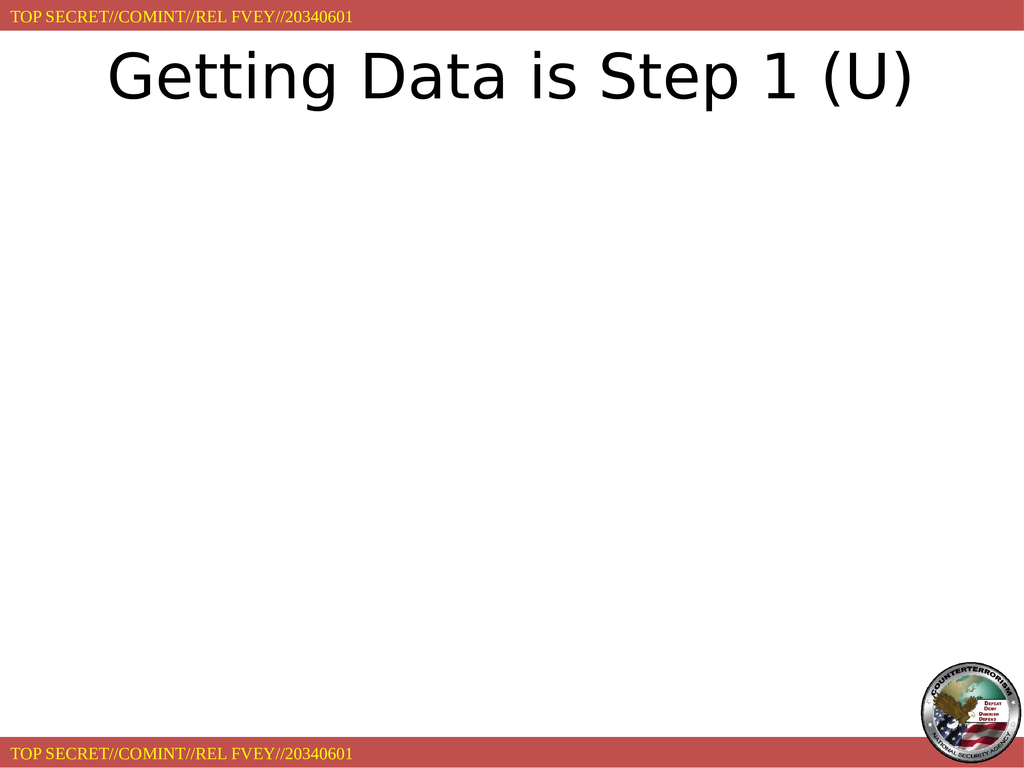 TOP SECRET//COMINT//REL FVEY//20340601
Getting Data is Step 1 (U)
COUNTERTERRORISM
DEFEAT
DENY
DIMINISH
DEFEND
NATIONAL SECURITY AGENCY
TOP SECRET//COMINT//REL FVEY//20340601